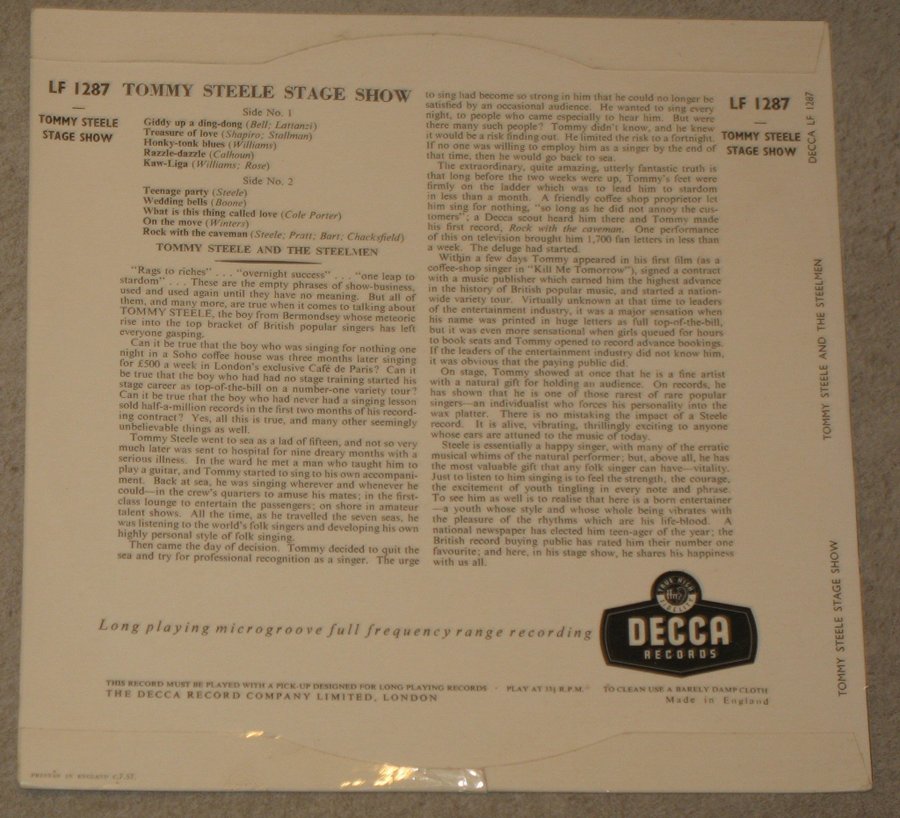 LF 1287 TOMMY STEELE STAGE SHOW
TOMMY STEELE
STAGE SHOW
Side No. 1
Giddy up a ding-dong (Bell; Lattanzi)
Treasure of love (Shapiro; Stallman)
Honky-tonk blues (Williams)
Razzle-dazzle (Calhoun)
Kaw-Liga (Williams; Rose)
Side No. 2
Teenage party (Steele)
Wedding bells (Boone)
What is this thing called love (Cole Porter)
On the move (Winters)
Rock with the caveman (Steele; Pratt; Bart; Chacksfield)
TOMMY STEELE AND THE STEELMEN
"Rags to riches" . . . "overnight success" . . . "one leap to
stardom" . . . These are the empty phrases of show-business,
used and used again until they have no meaning. But all of
them, and many more, are true when it comes to talking about
TOMMY STEELE, the boy from Bermondsey whose meteoric
rise into the top bracket of British popular singers has left
everyone gasping.
Can it be true that the boy who was singing for nothing one
night in a Soho coffee house was three months later singing
for £500 a week in London's exclusive Café de Paris? Can it
be true that the boy who had had no stage training started his
stage career as top-of-the-bill on a number-one variety tour?
Can it be true that the boy who had never had a singing lesson
sold half-a-million records in the first two months of his record-
ing contract? Yes, all this is true, and many other seemingly
unbelievable things as well.
Tommy Steele went to sea as a lad of fifteen, and not so very
much later was sent to hospital for nine dreary months with a
serious illness. In the ward he met a man who taught him to
play a guitar, and Tommy started to sing to his own accompani-
ment. Back at sea, he was singing wherever and whenever he
could—in the crew's quarters to amuse his mates; in the first-
class lounge to entertain the passengers; on shore in amateur
talent shows. All the time, as he travelled the seven seas, he
was listening to the world's folk singers and developing his own
highly personal style of folk singing.
Then came the day of decision. Tommy decided to quit the
sea and try for professional recognition as a singer. The urge
to sing had become so strong in him that he could no longer be
satisfied by an occasional audience. He wanted to sing every
night, to people who came especially to hear him. But were
there many such people? Tommy didn't know, and he knew
it would be a risk finding out. He limited the risk to a fortnight.
If no one was willing to employ him as a singer by the end of
that time, then he would go back to sea.
The extraordinary, quite amazing, utterly fantastic truth is
that long before the two weeks were up, Tommy's feet were
firmly on the ladder which was to lead him to stardom
in less than a month. A friendly coffee shop proprietor let
him sing for nothing, "so long as he did not annoy the cus-
tomers"; a Decca scout heard him there and Tommy made
his first record, Rock with the caveman. One performance
of this on television brought him 1,700 fan letters in less than
a week. The deluge had started.
Within a few days Tommy appeared in his first film (as a
coffee-shop singer in "Kill Me Tomorrow"), signed a contract
with a music publisher which earned him the highest advance
in the history of British popular music, and started a nation-
wide variety tour. Virtually unknown at that time to leaders
of the entertainment industry, it was a major sensation when
his name was printed in huge letters as full top-of-the-bill,
but it was even more sensational when girls queued for hours
to book seats and Tommy opened to record advance bookings.
If the leaders of the entertainment industry did not know him,
it was obvious that the paying public did.
On stage, Tommy showed at once that he is a fine artist
with a natural gift for holding an audience. On records, he
has shown that he is one of those rarest of rare popular
singers—an individualist who forces his personality into the
wax platter. There is no mistaking the impact of a Steele
record. It is alive, vibrating, thrillingly exciting to anyone
whose ears are attuned to the music of today.
Steele is essentially a happy singer, with many of the erratic
musical whims of the natural performer; but, above all, he has
the most valuable gift that any folk singer can have—vitality.
Just to listen to him singing is to feel the strength, the courage,
the excitement of youth tingling in every note and phrase.
To see him as well is to realise that here is a born entertainer
—a youth whose style and whose whole being vibrates with
the pleasure of the rhythms which are his life-blood. A
national newspaper has elected him teen-ager of the year; the
British record buying public has rated him their number one
favourite; and here, in his stage show, he shares his happiness
with us all.
LF 1287
TOMMY STEELE
STAGE SHOW
DECCA LF 1287
TOMMY STEELE AND THE STEELMEN
TOMMY STEELE STAGE SHOW
Long playing microgroove full frequency range recording
TRUE HIGH
ffrr
FIDELITY
DECCA
RECORDS
THIS RECORD MUST BE PLAYED WITH A PICK-UP DESIGNED FOR LONG PLAYING RECORDS · PLAY AT 33⅓ R.P.M. TO CLEAN USE A BARELY DAMP CLOTH
THE DECCA RECORD COMPANY LIMITED, LONDON
Made in England
PRINTED IN ENGLAND C.7.57.